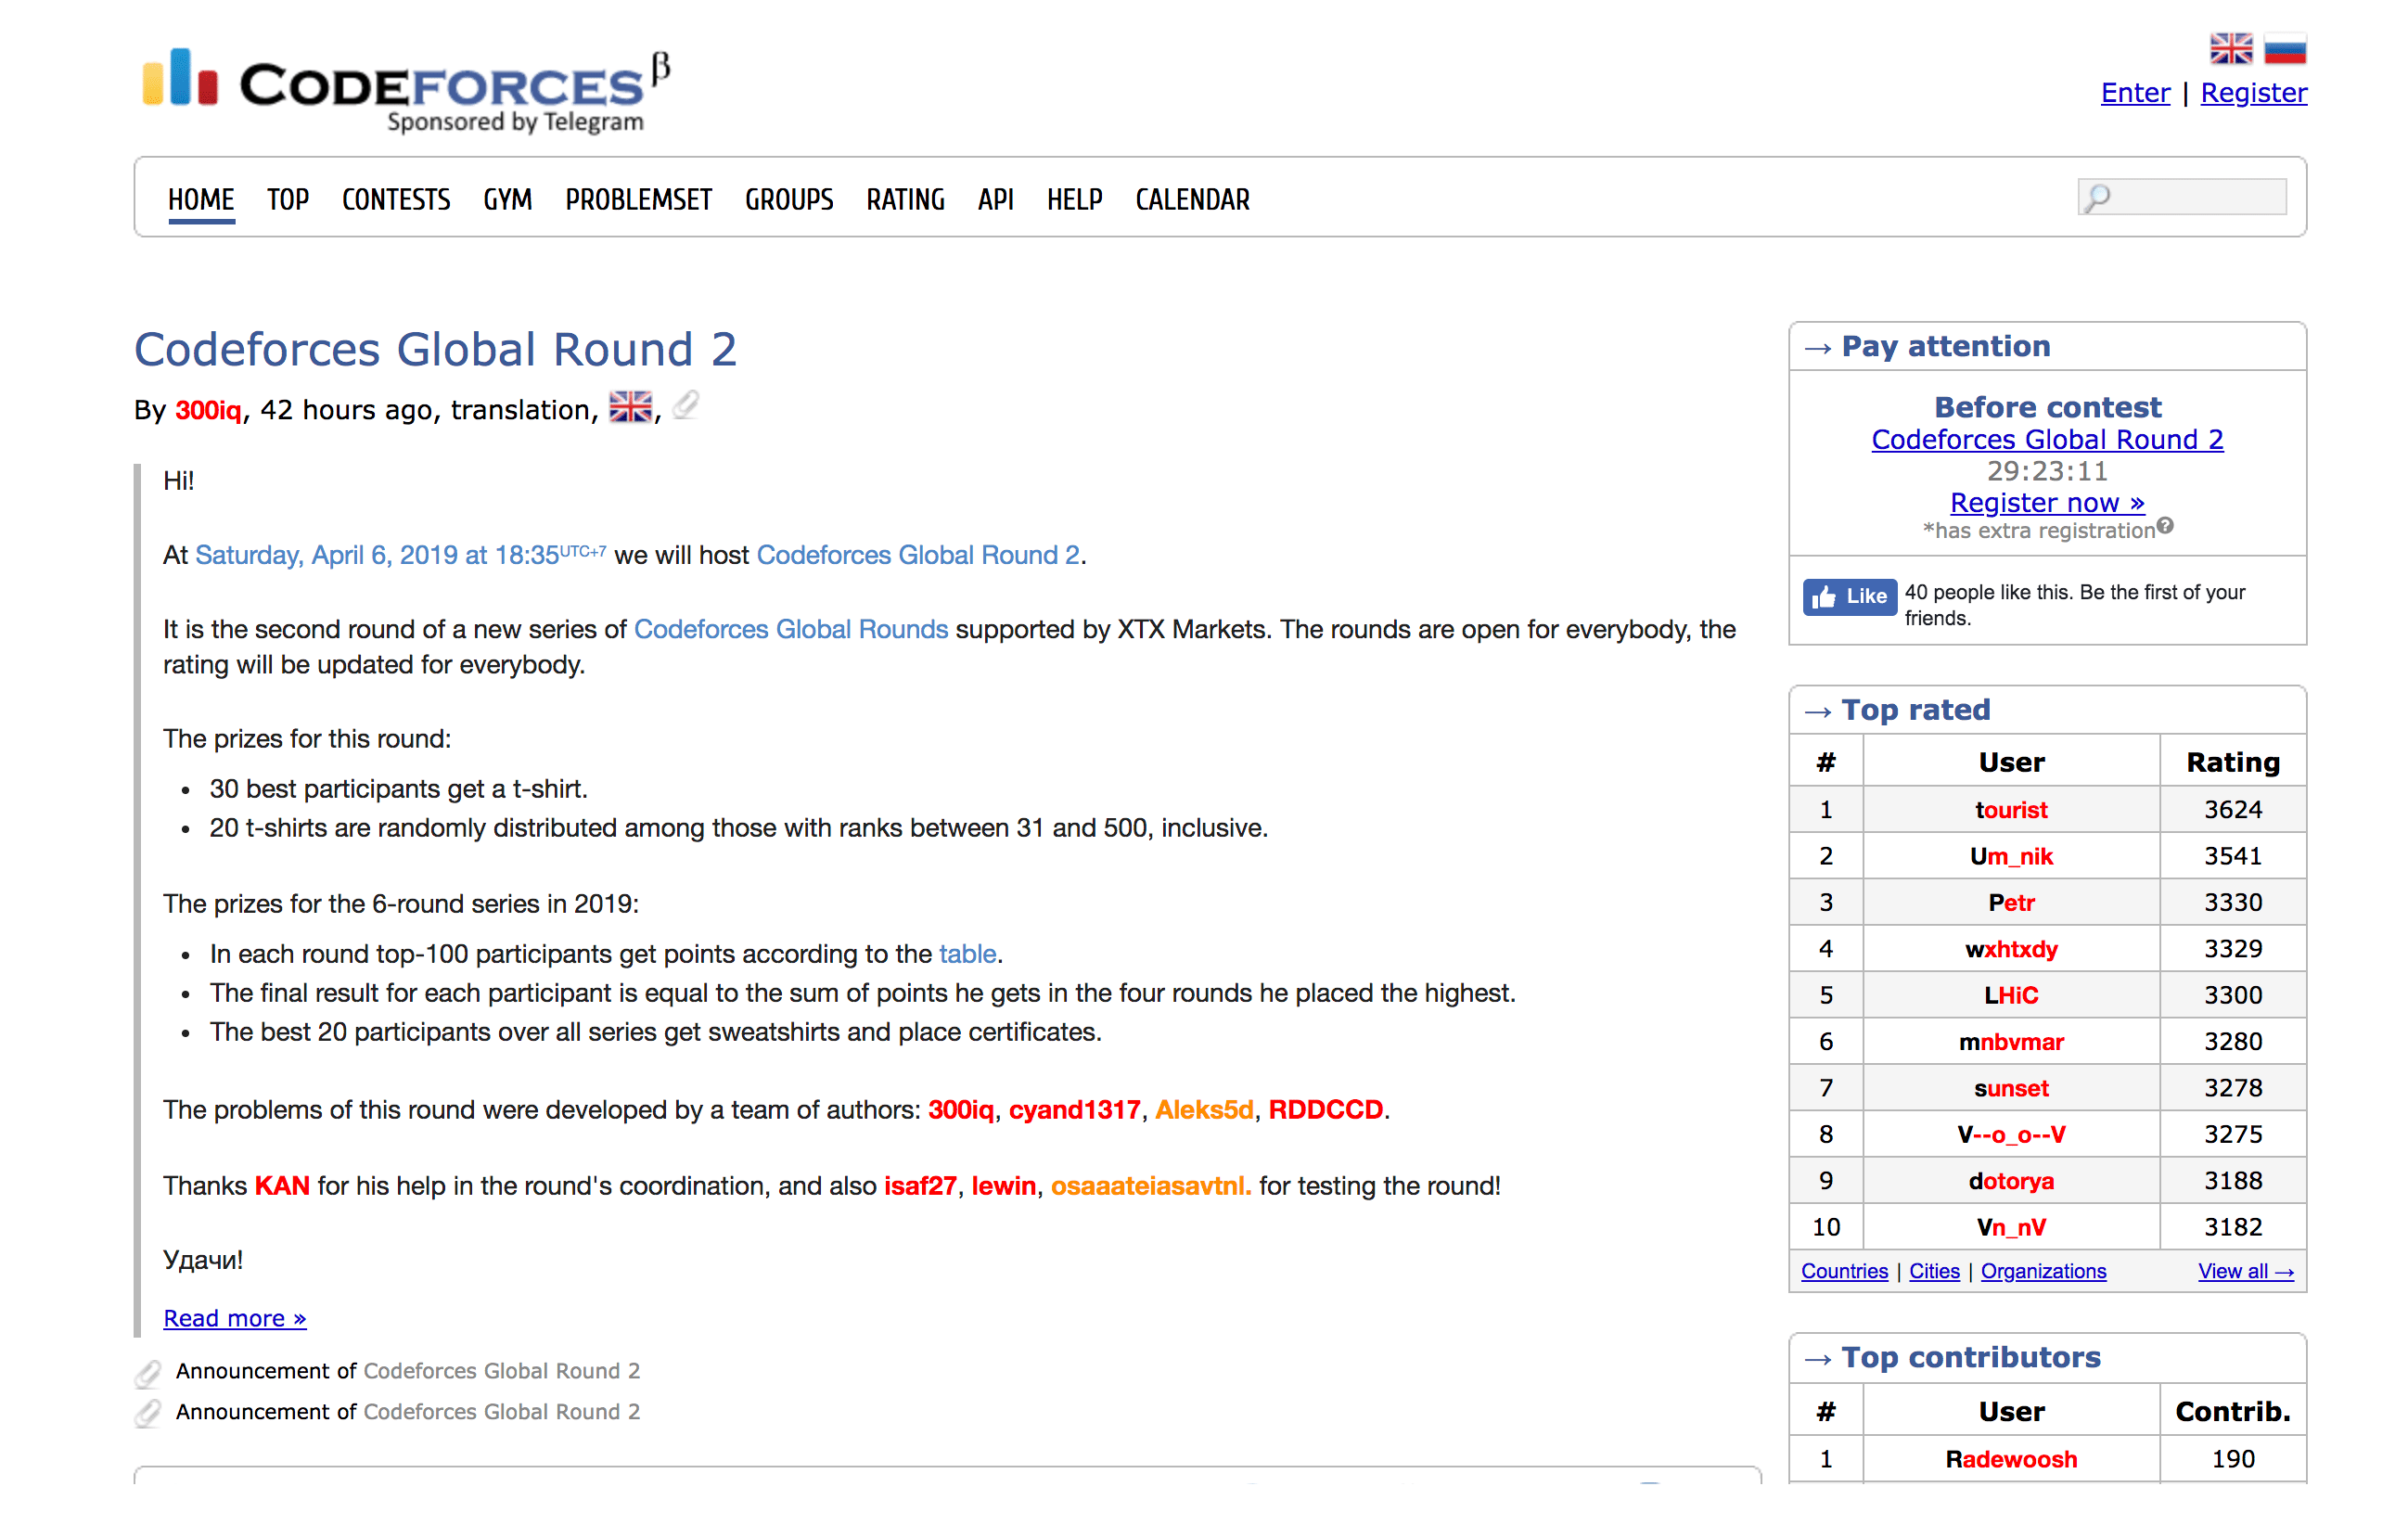 CODEFORCES β
Sponsored by Telegram
Enter | Register
HOME TOP CONTESTS GYM PROBLEMSET GROUPS RATING API HELP CALENDAR
Codeforces Global Round 2
By 300iq, 42 hours ago, translation, ,
Hi!
At Saturday, April 6, 2019 at 18:35UTC+7 we will host Codeforces Global Round 2.
It is the second round of a new series of Codeforces Global Rounds supported by XTX Markets. The rounds are open for everybody, the
rating will be updated for everybody.
The prizes for this round:
• 30 best participants get a t-shirt.
• 20 t-shirts are randomly distributed among those with ranks between 31 and 500, inclusive.
The prizes for the 6-round series in 2019:
• In each round top-100 participants get points according to the table.
• The final result for each participant is equal to the sum of points he gets in the four rounds he placed the highest.
• The best 20 participants over all series get sweatshirts and place certificates.
The problems of this round were developed by a team of authors: 300iq, cyand1317, Aleks5d, RDDCCD.
Thanks KAN for his help in the round's coordination, and also isaf27, lewin, osaaateiasavtnl. for testing the round!
Удачи!
Read more »
Announcement of Codeforces Global Round 2
Announcement of Codeforces Global Round 2
→ Pay attention
Before contest
Codeforces Global Round 2
29:23:11
Register now »
*has extra registration?
Like 40 people like this. Be the first of your
friends.
→ Top rated
# User Rating
1 tourist 3624
2 Um_nik 3541
3 Petr 3330
4 wxhtxdy 3329
5 LHiC 3300
6 mnbvmar 3280
7 sunset 3278
8 V--o_o--V 3275
9 dotorya 3188
10 Vn_nV 3182
Countries | Cities | Organizations View all →
→ Top contributors
# User Contrib.
1 Radewoosh 190